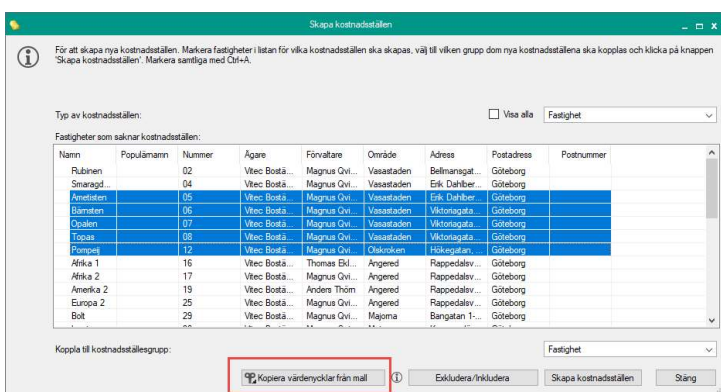 Skapa kostnadsställen
För att skapa nya kostnadsställen. Markera fastigheter i listan för vilka kostnadsställen ska skapas, välj till vilken grupp dom nya kostnadsställena ska kopplas och klicka på knappen
'Skapa kostnadsställen'. Markera samtliga med Ctrl+A.
Typ av kostnadsställen: Visa alla Fastighet
Fastigheter som saknar kostnadsställen:
Namn Populärnamn Nummer Ägare Förvaltare Område Adress Postadress Postnummer
Rubinen 02 Vitec Bostä... Magnus Qvi... Vasastaden Bellmansgat... Göteborg
Smaragd... 04 Vitec Bostä... Magnus Qvi... Vasastaden Erik Dahlber... Göteborg
Ametisten 05 Vitec Bostä... Magnus Qvi... Vasastaden Erik Dahlber... Göteborg
Bärnsten 06 Vitec Bostä... Magnus Qvi... Vasastaden Viktoriagata... Göteborg
Opalen 07 Vitec Bostä... Magnus Qvi... Vasastaden Viktoriagata... Göteborg
Topas 08 Vitec Bostä... Magnus Qvi... Vasastaden Viktoriagata... Göteborg
Pompeij 12 Vitec Bostä... Magnus Qvi... Olskroken Hökegatan, ... Göteborg
Afrika 1 16 Vitec Bostä... Thomas Ekl... Angered Rappedalsv... Göteborg
Afrika 2 17 Vitec Bostä... Magnus Qvi... Angered Rappedalsv... Göteborg
Amerika 2 19 Vitec Bostä... Anders Thörn Angered Rappedalsv... Göteborg
Europa 2 25 Vitec Bostä... Magnus Qvi... Angered Rappedalsv... Göteborg
Bolt 29 Vitec Bostä... Magnus Qvi... Majorna Bangatan 1-... Göteborg
Koppla till kostnadsställesgrupp: Fastighet
Kopiera värdenycklar från mall Exkludera/Inkludera Skapa kostnadsställen Stäng